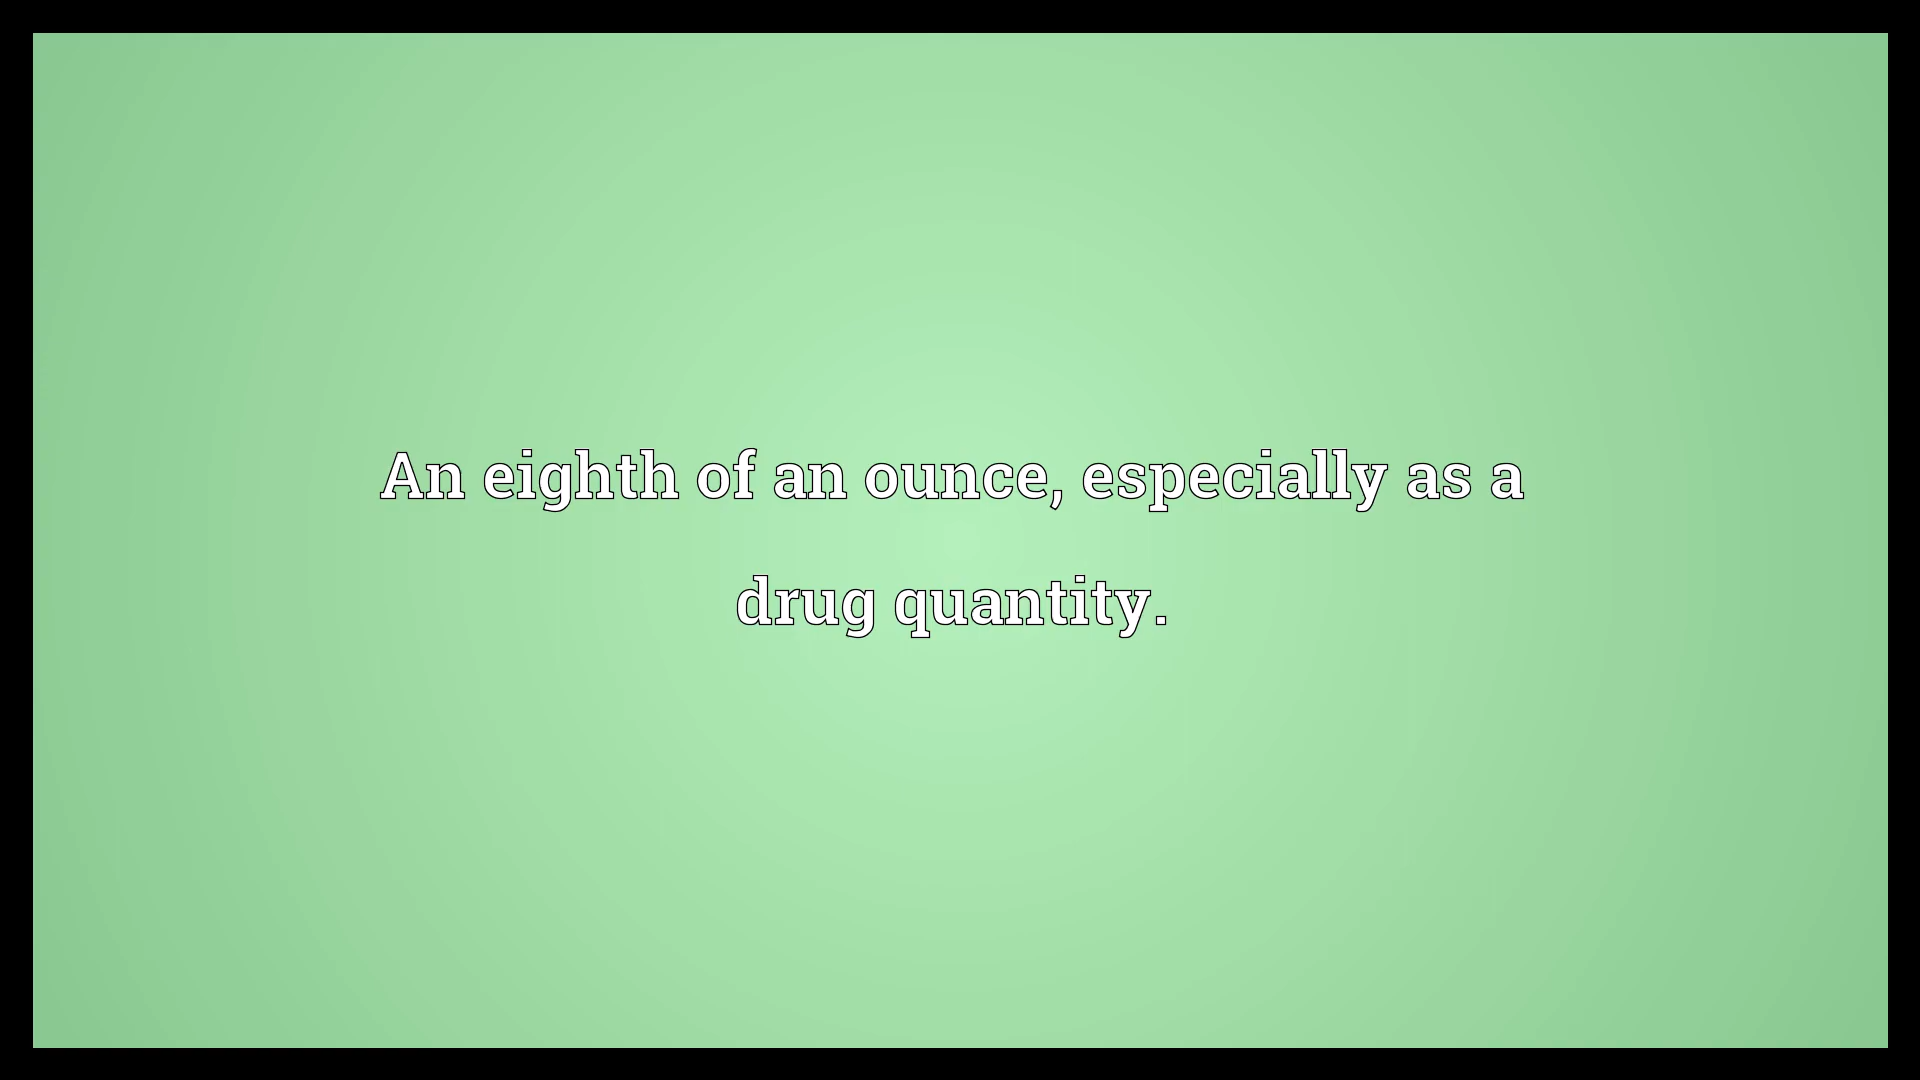 An eighth of an ounce, especially as a
drug quantity.